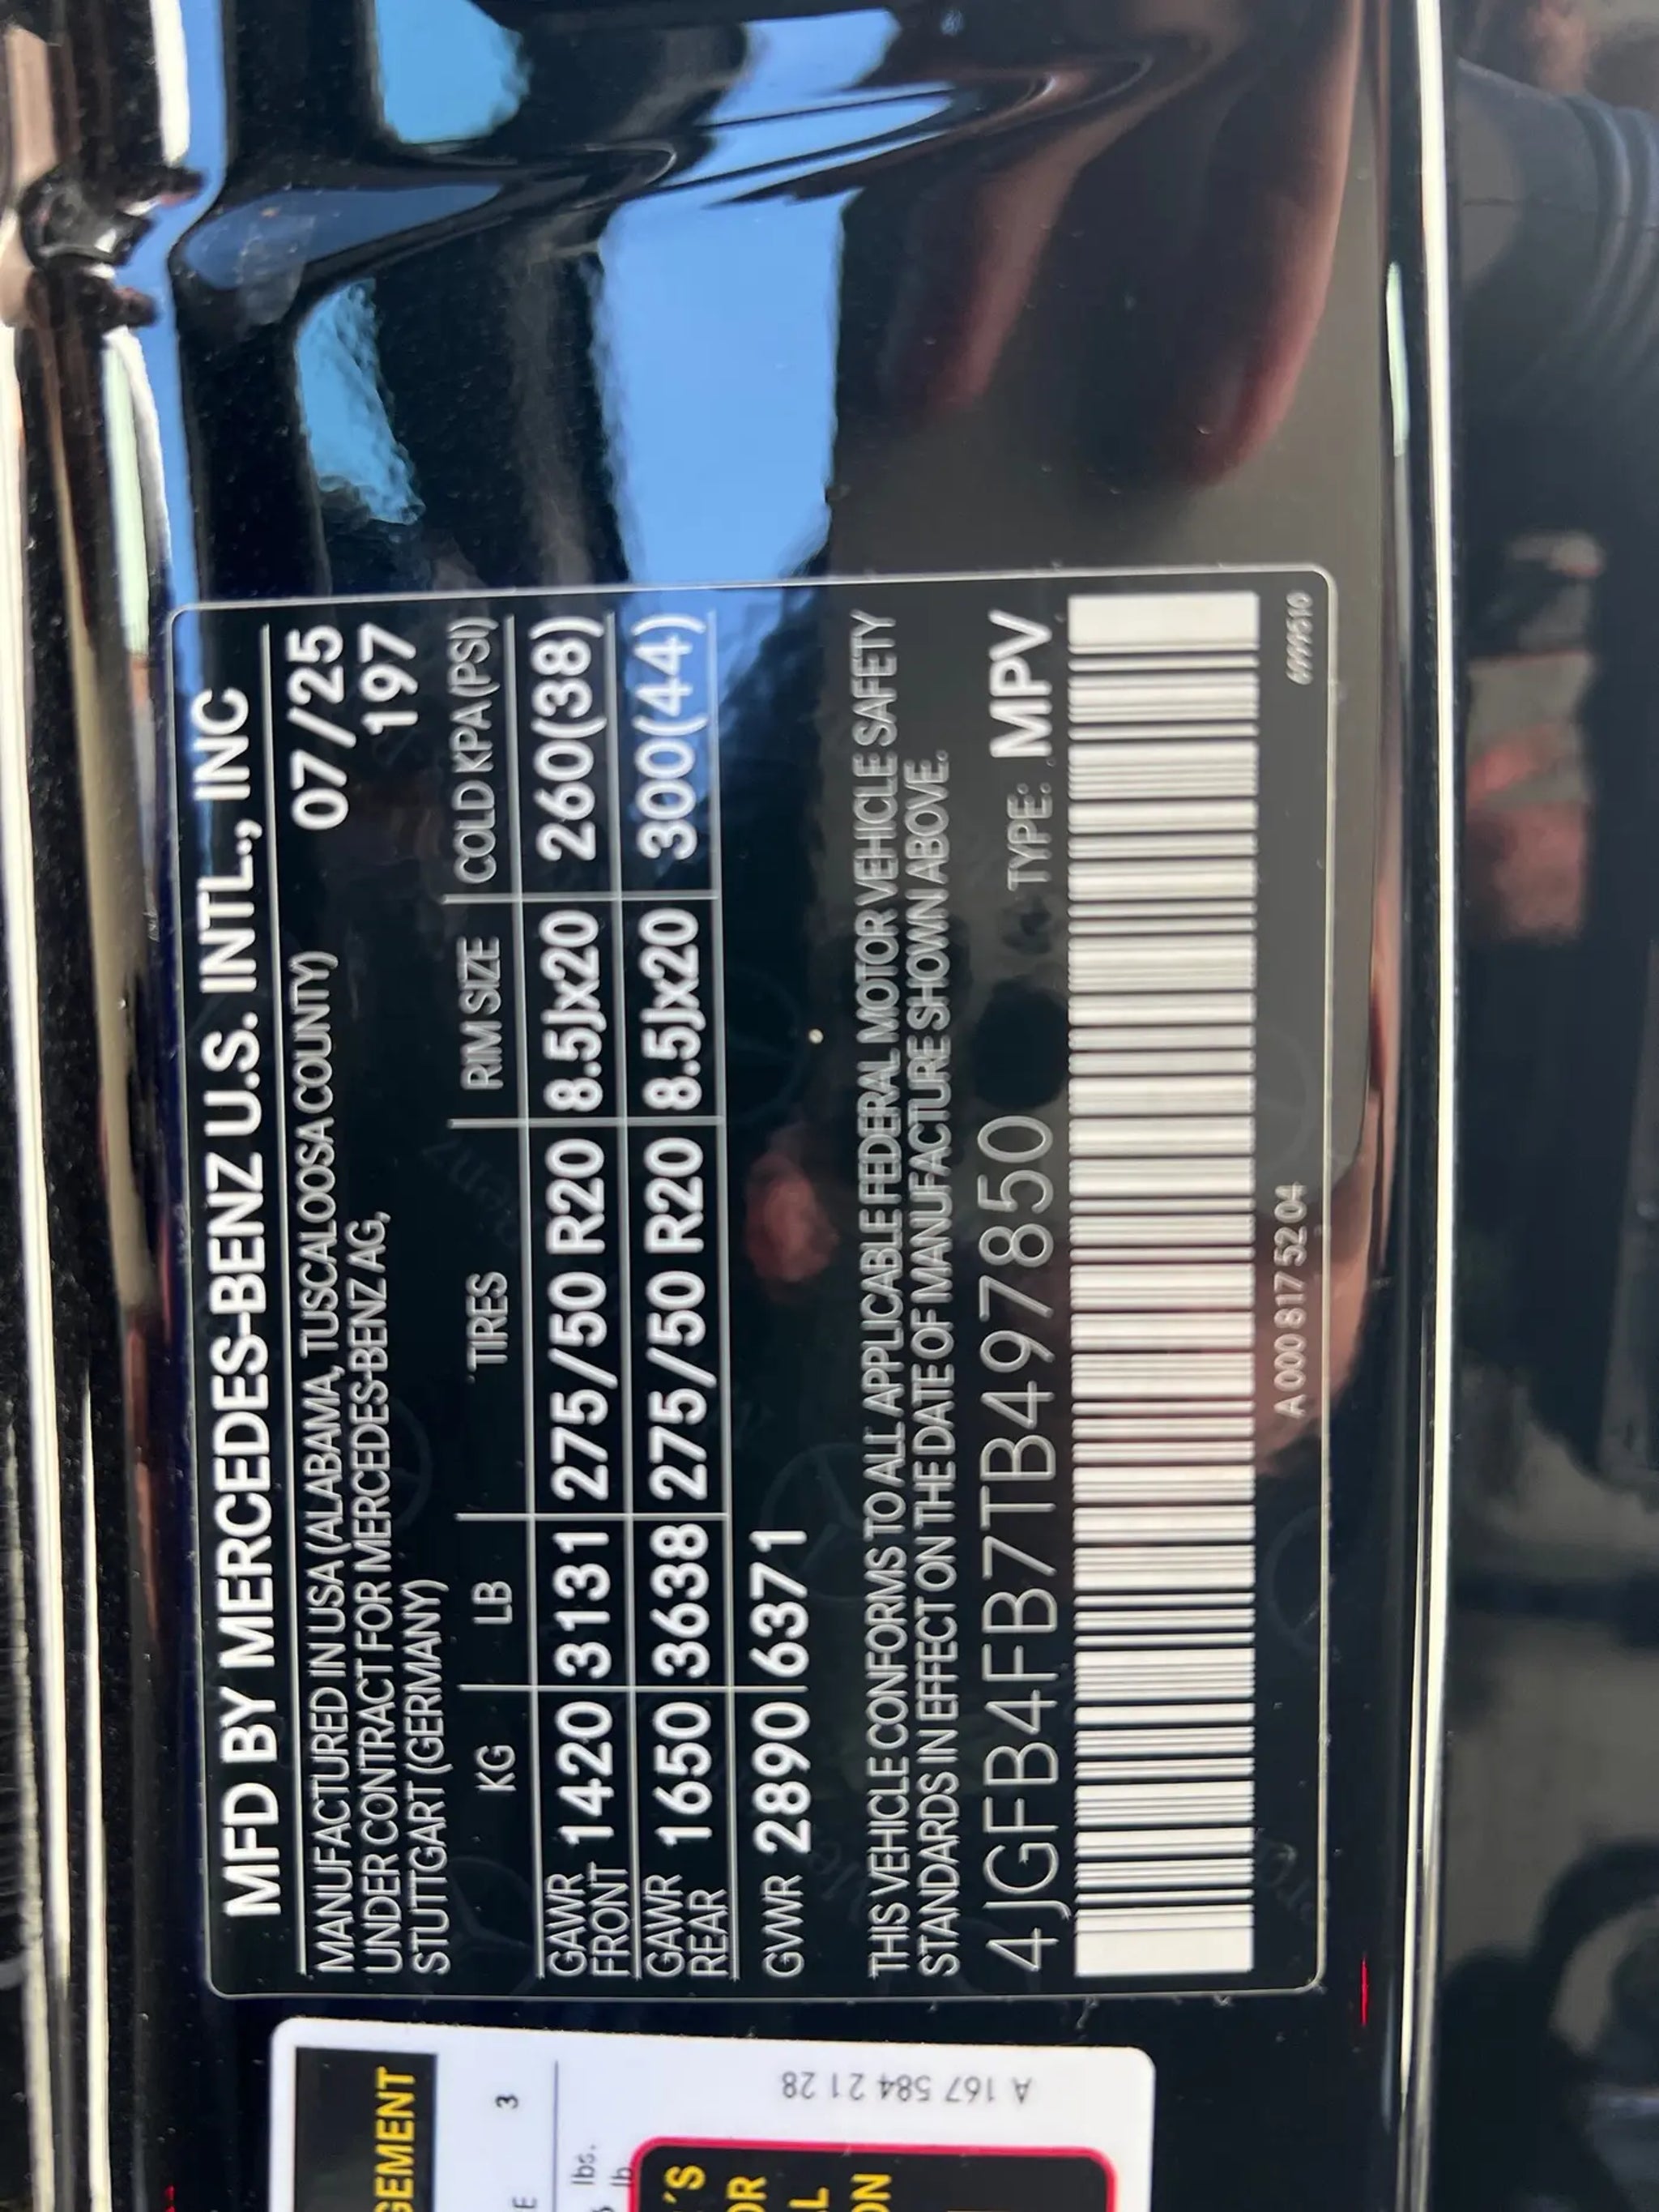 MFD BY MERCEDES-BENZ U.S. INTL., INC
MANUFACTURED IN USA (ALABAMA, TUSCALOOSA COUNTY) 07/25
UNDER CONTRACT FOR MERCEDES-BENZ AG, 197
STUTTGART (GERMANY)
KG LB TIRES RIM SIZE COLD KPA (PSI)
GAWR FRONT 1420 3131 275/50 R20 8.5Jx20 260(38)
GAWR REAR 1650 3638 275/50 R20 8.5Jx20 300(44)
GVWR 2890 6371
THIS VEHICLE CONFORMS TO ALL APPLICABLE FEDERAL MOTOR VEHICLE SAFETY
STANDARDS IN EFFECT ON THE DATE OF MANUFACTURE SHOWN ABOVE.
4JGFB4FB7TB497850 TYPE: MPV
A 000 817 52 04
A 167 584 21 28
GEMENT
3
lbs.
lb